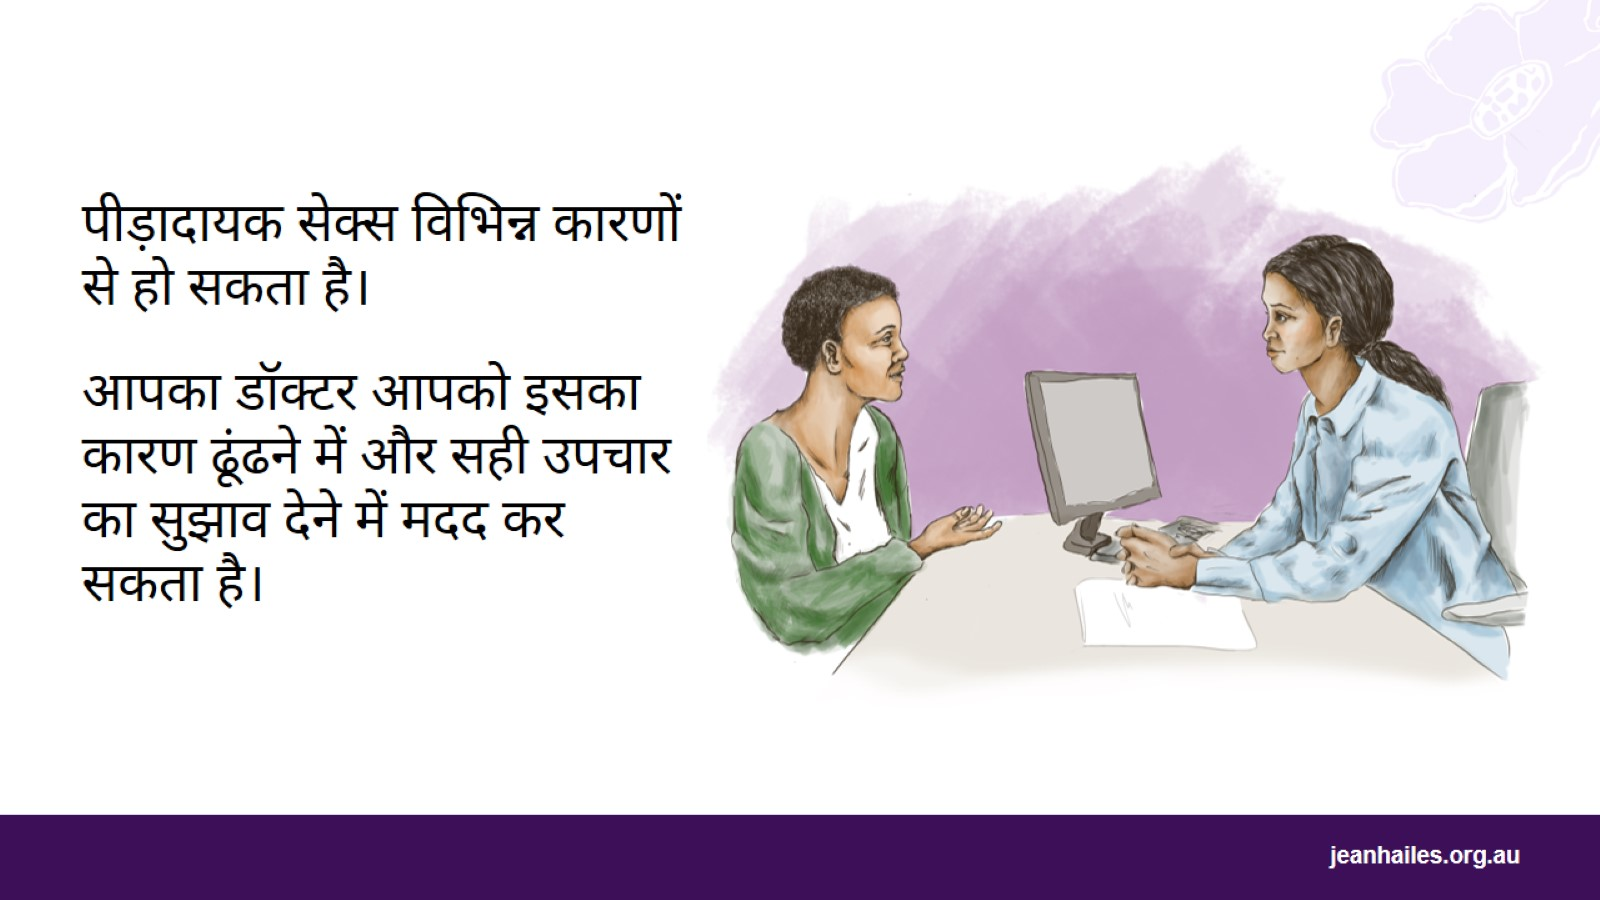 पीड़ादायक सेक्स विभिन्न कारणों
से हो सकता है।
आपका डॉक्टर आपको इसका
कारण ढूंढने में और सही उपचार
का सुझाव देने में मदद कर
सकता है।
jeanhailes.org.au